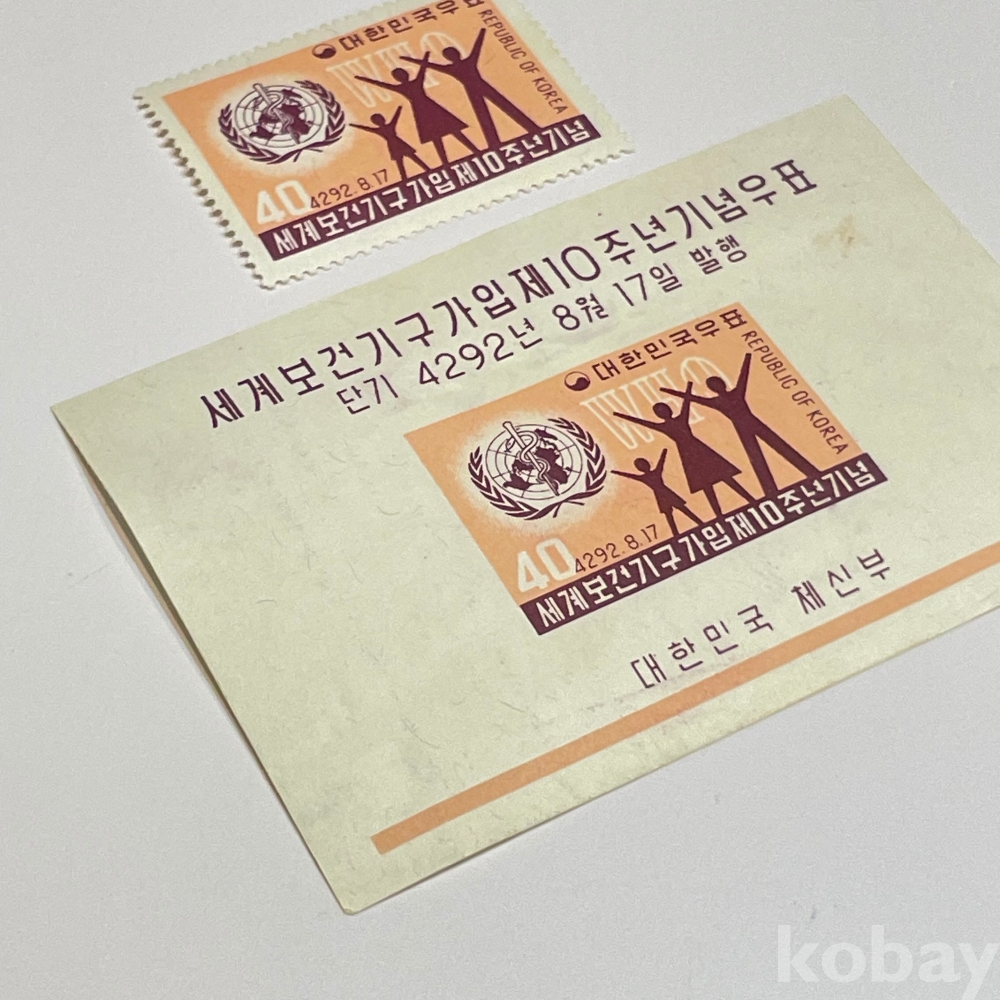 대한민국우표
WHO
REPUBLIC OF KOREA
40
4292.8.17
세계보건기구가입제10주년기념
세계보건기구가입제10주년기념우표
단기 4292년 8월 17일 발행
대한민국우표
WHO
REPUBLIC OF KOREA
40
4292.8.17
세계보건기구가입제10주년기념
대한민국 체신부
kobay